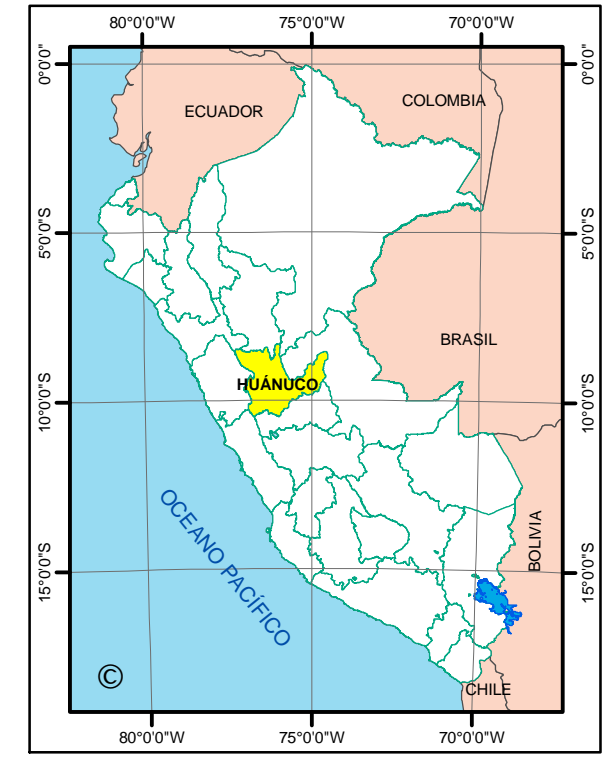 80°0'0"W 75°0'0"W 70°0'0"W
0°0'0" 0°0'0"
ECUADOR
COLOMBIA
5°0'0"S 5°0'0"S
BRASIL
HUÁNUCO
10°0'0"S 10°0'0"S
OCEANO PACÍFICO
BOLIVIA
15°0'0"S 15°0'0"S
©
CHILE
80°0'0"W 75°0'0"W 70°0'0"W